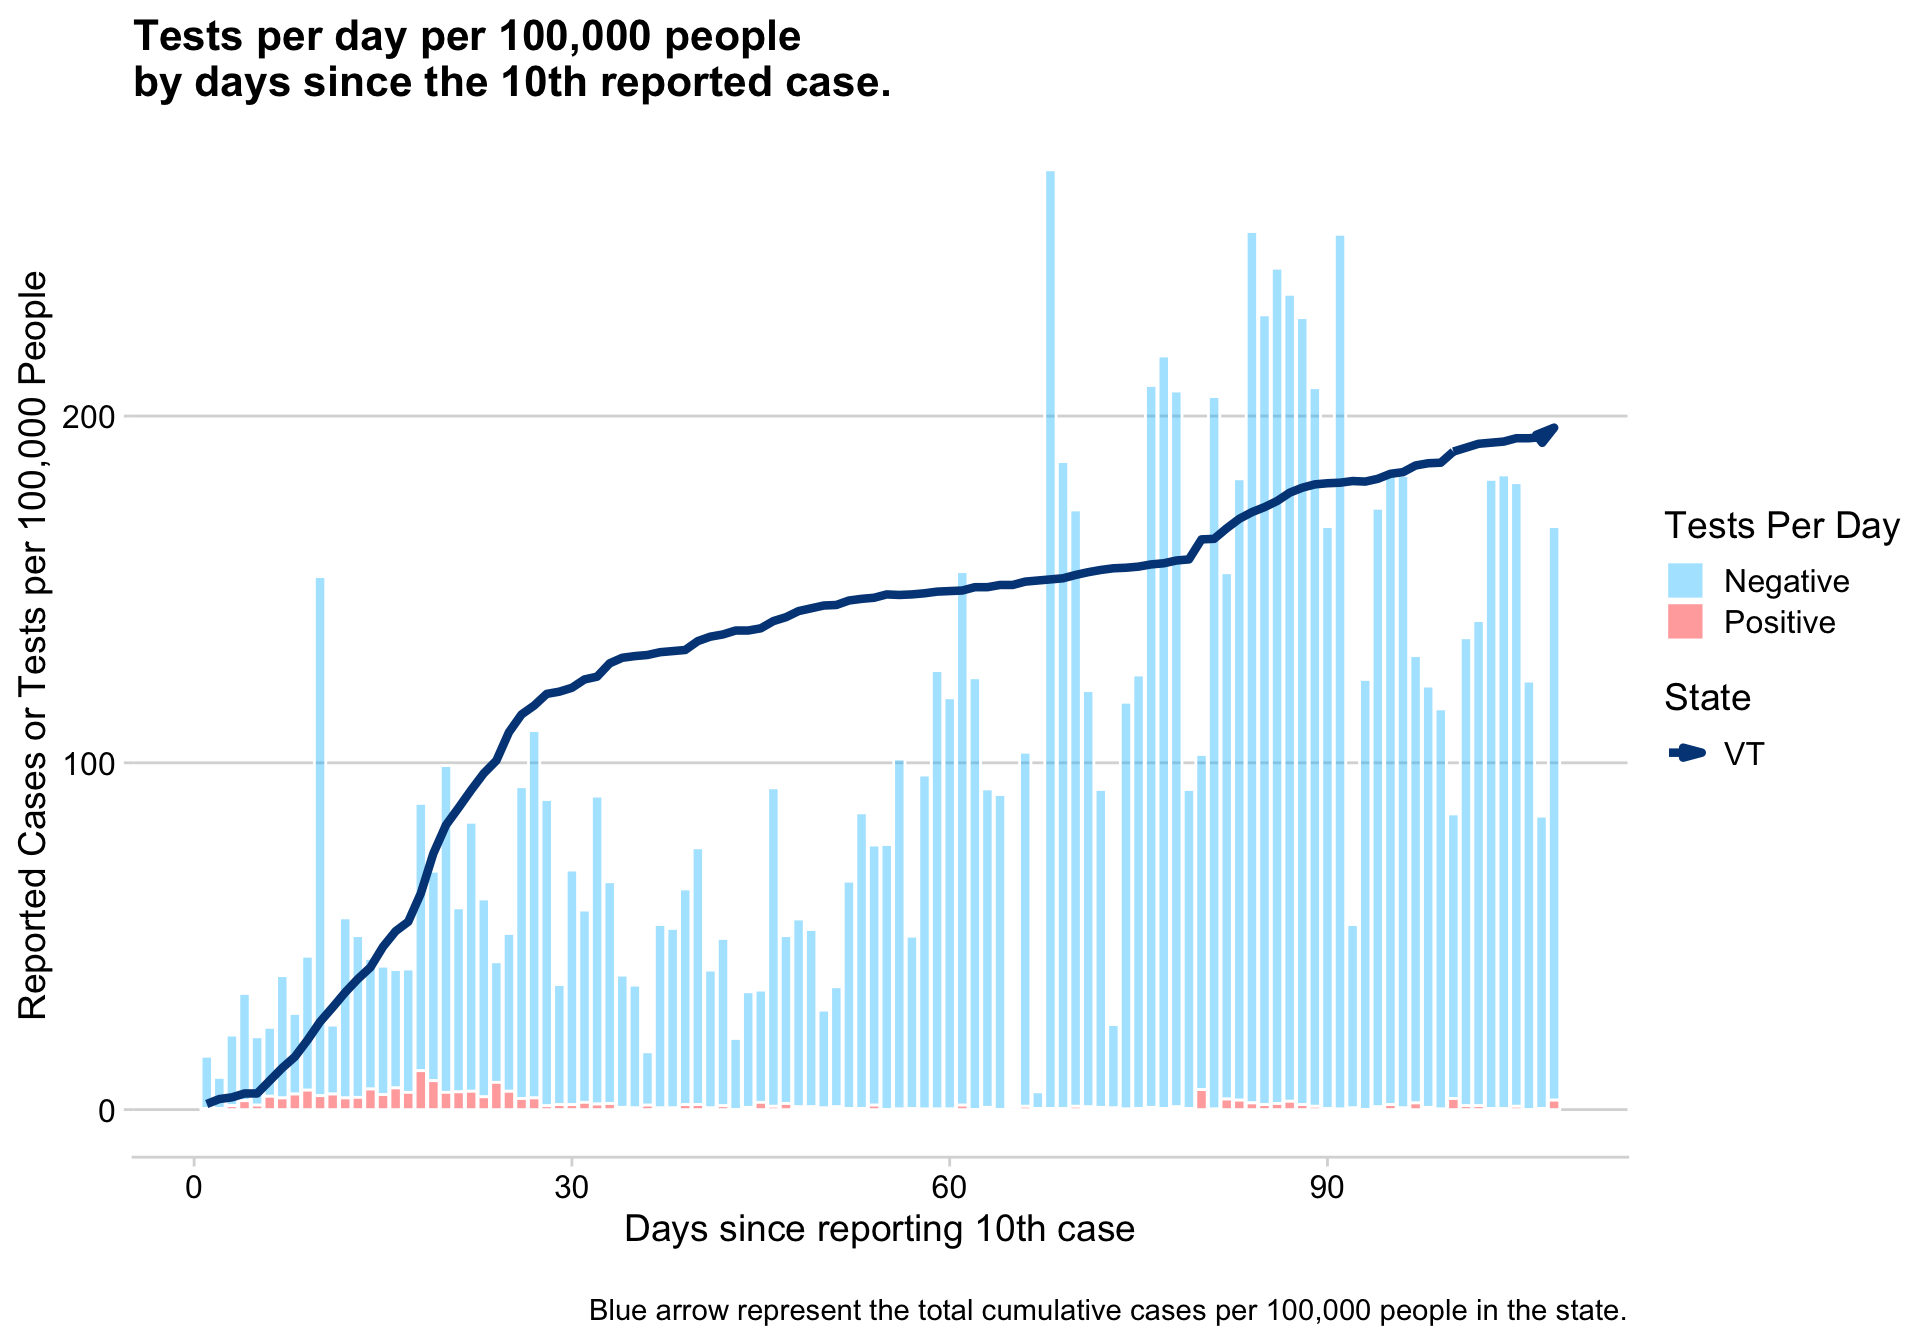 Tests per day per 100,000 people
by days since the 10th reported case.
Reported Cases or Tests per 100,000 People
200
100
0
0
30
60
90
Days since reporting 10th case
Tests Per Day
Negative
Positive
State
VT
Blue arrow represent the total cumulative cases per 100,000 people in the state.